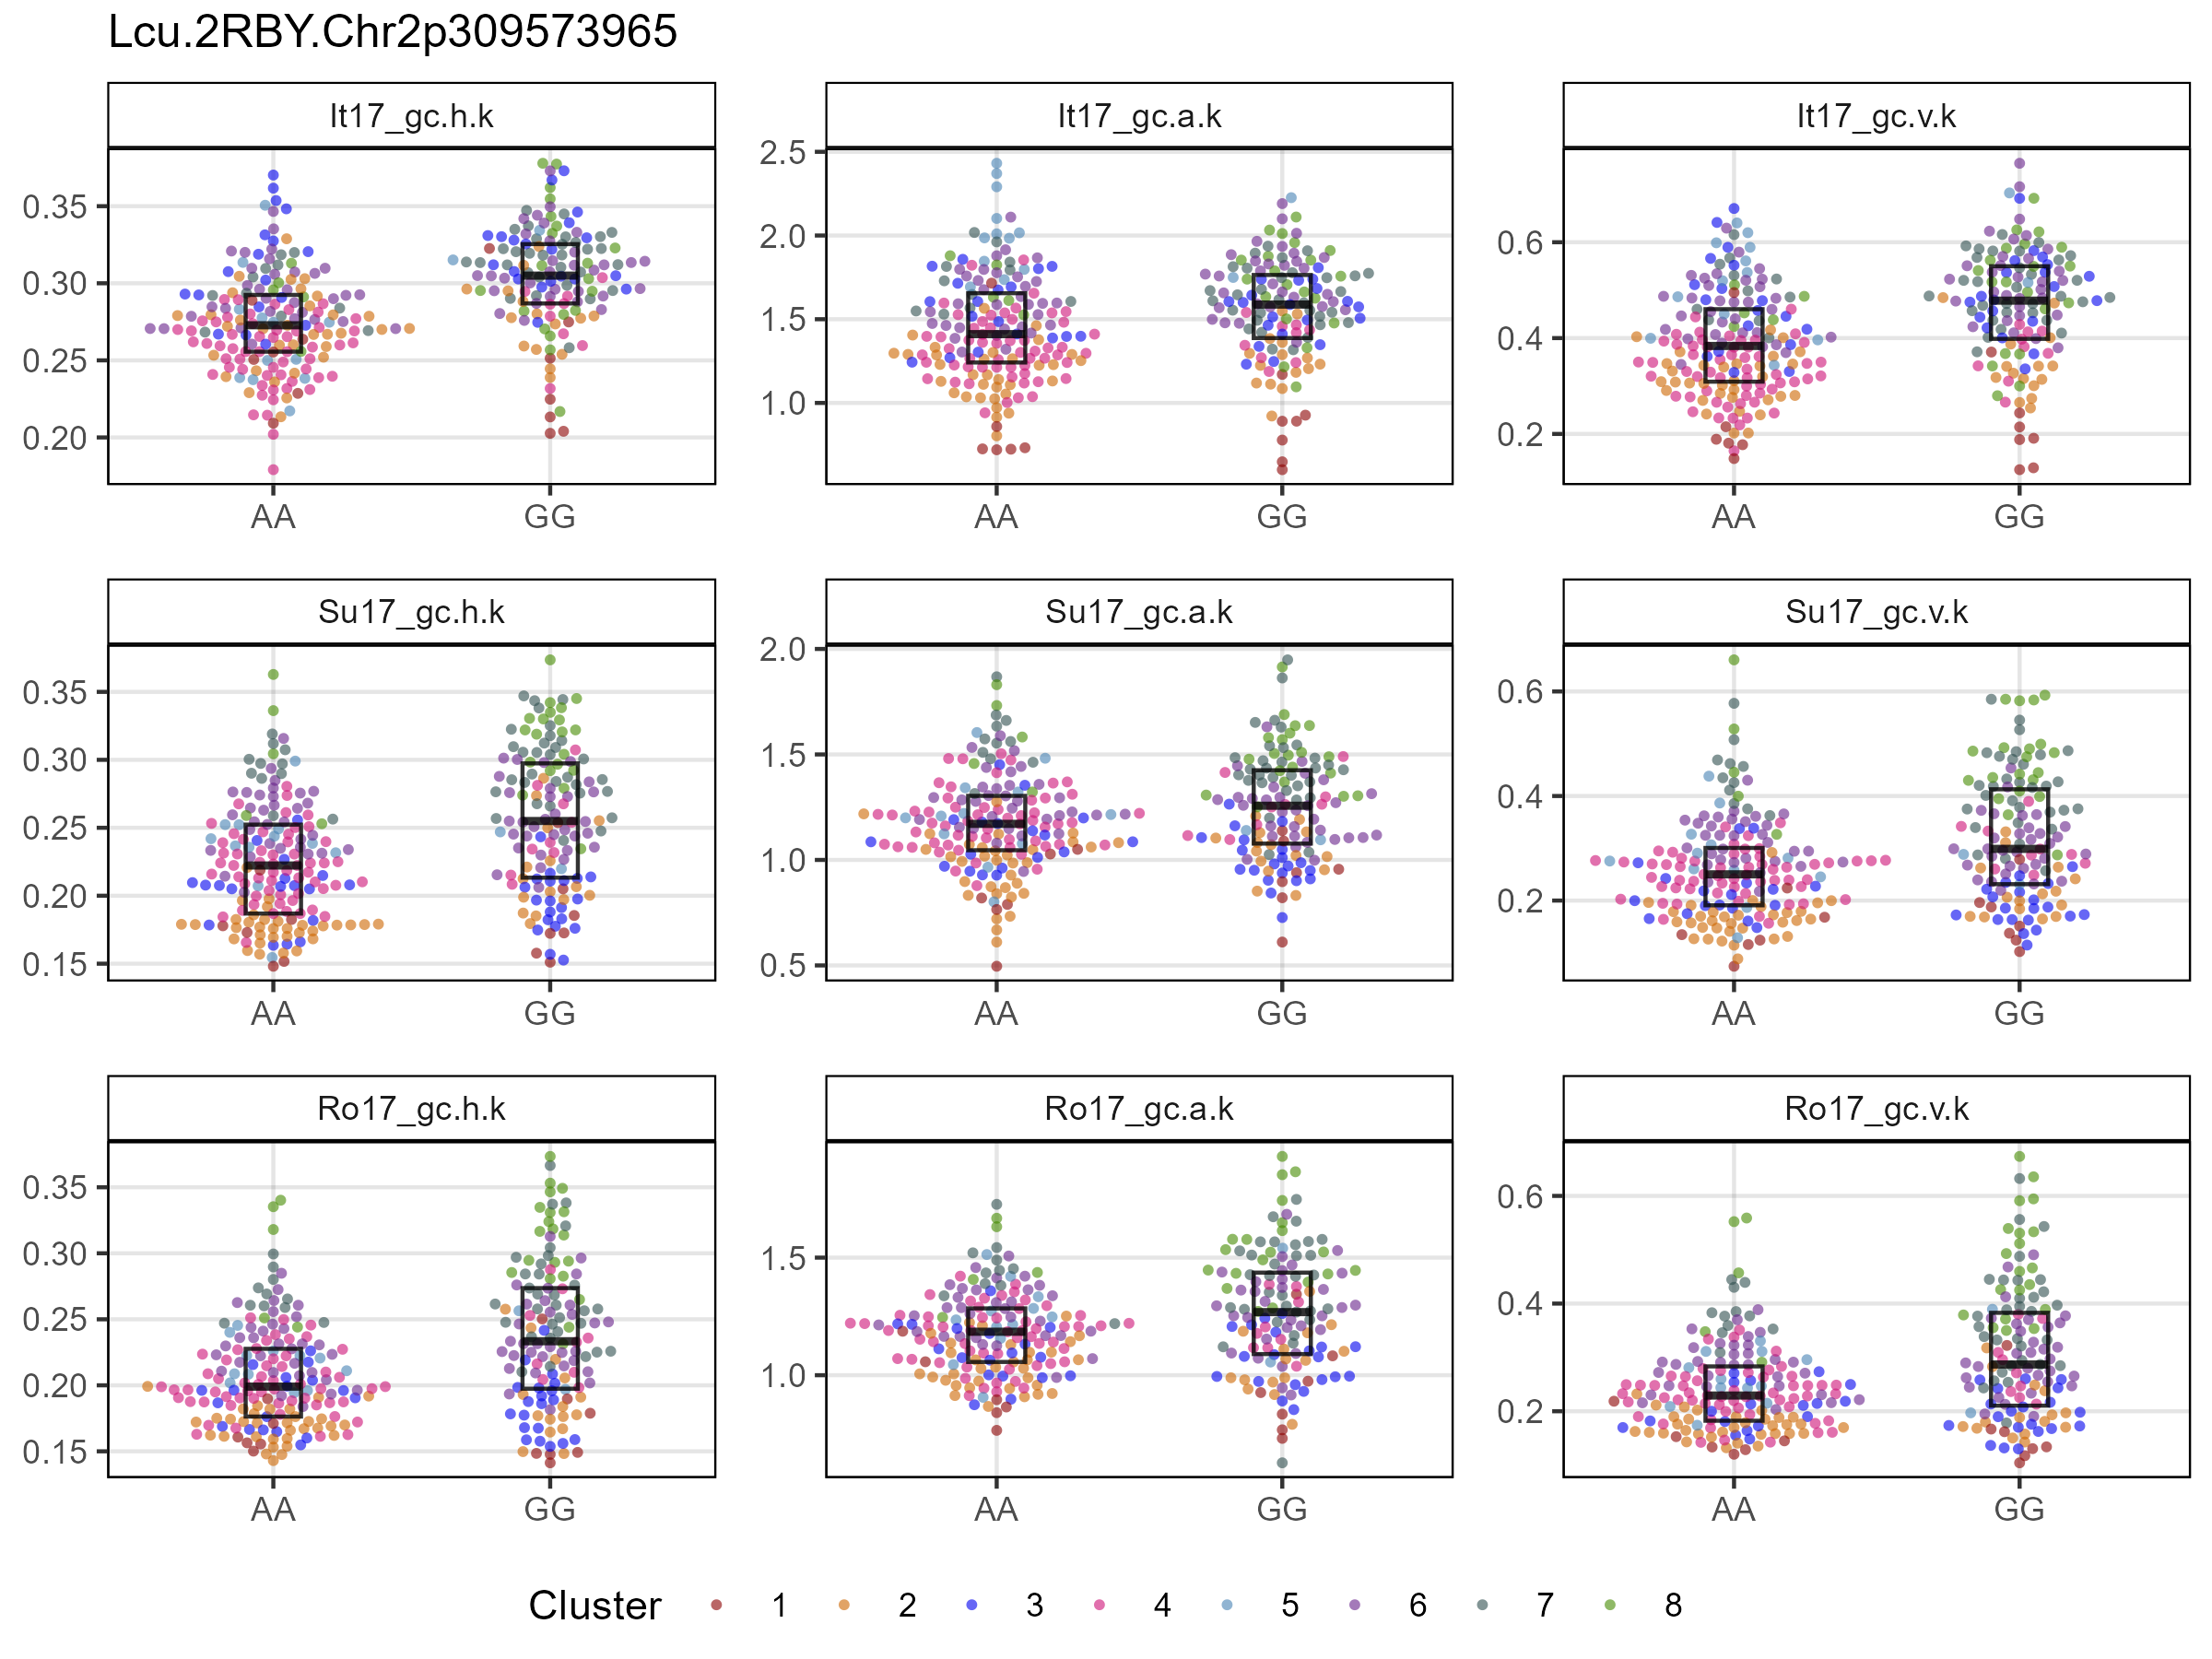 Lcu.2RBY.Chr2p309573965
It17_gc.h.k
It17_gc.a.k
It17_gc.v.k
0.35
0.30
0.25
0.20
2.5
2.0
1.5
1.0
0.6
0.4
0.2
AA
GG
AA
GG
AA
GG
Su17_gc.h.k
Su17_gc.a.k
Su17_gc.v.k
0.35
0.30
0.25
0.20
0.15
2.0
1.5
1.0
0.5
0.6
0.4
0.2
AA
GG
AA
GG
AA
GG
Ro17_gc.h.k
Ro17_gc.a.k
Ro17_gc.v.k
0.35
0.30
0.25
0.20
0.15
1.5
1.0
0.6
0.4
0.2
AA
GG
AA
GG
AA
GG
Cluster 1 2 3 4 5 6 7 8